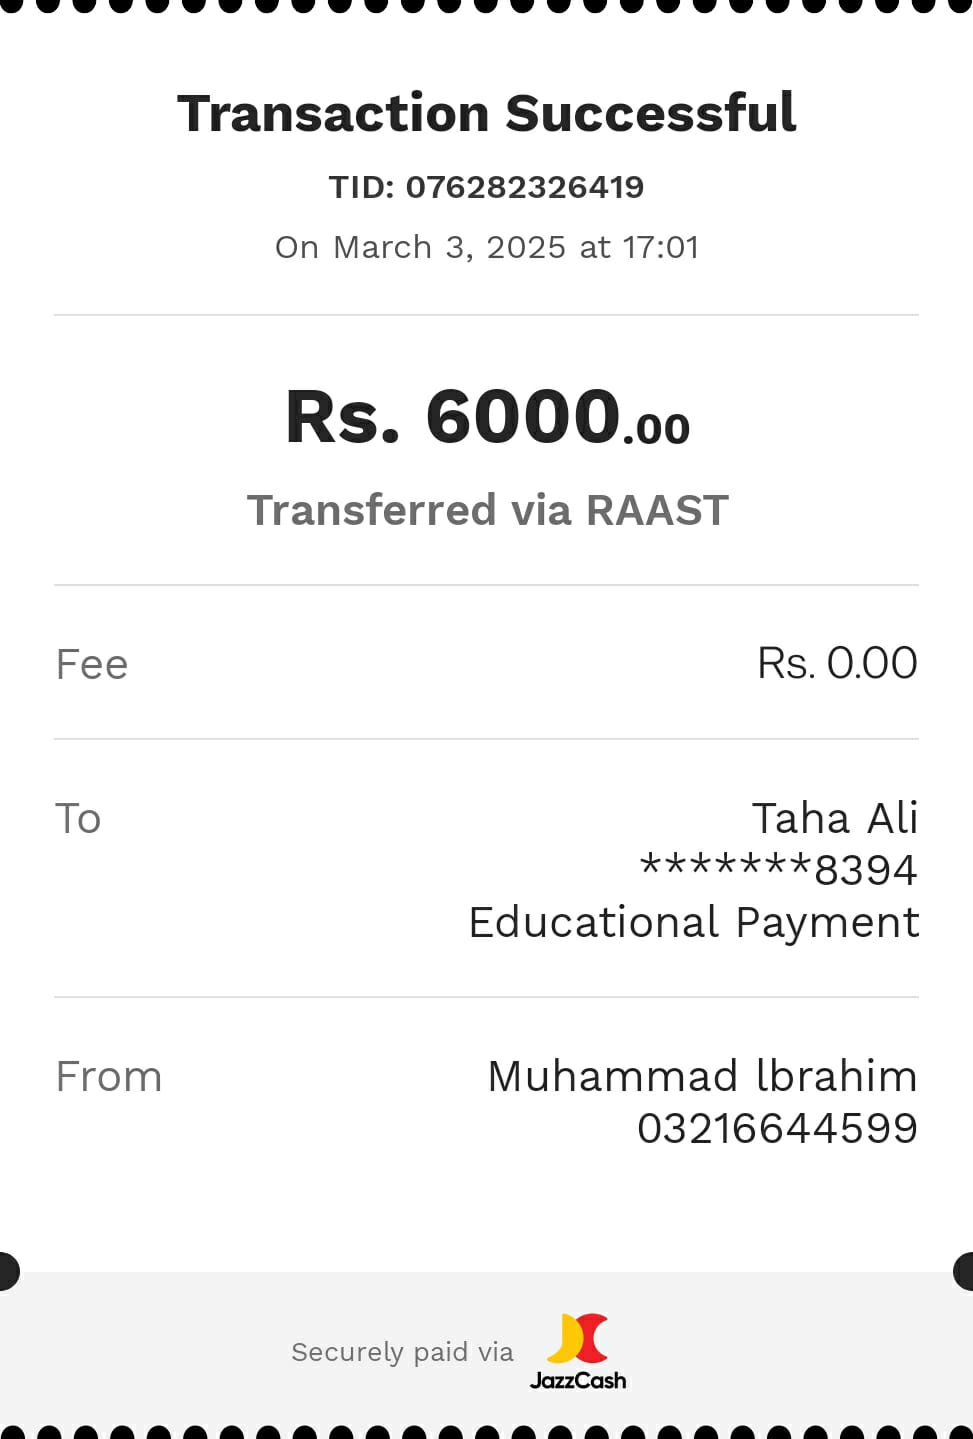 Transaction Successful
TID: 076282326419
On March 3, 2025 at 17:01
Rs. 6000.00
Transferred via RAAST
Fee Rs. 0.00
To Taha Ali
*******8394
Educational Payment
From Muhammad lbrahim
03216644599
Securely paid via JazzCash